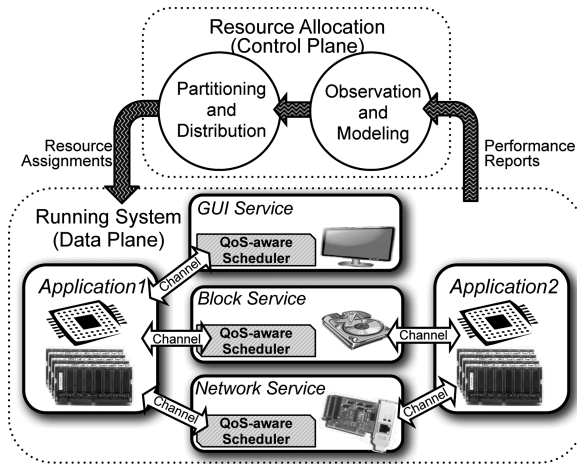 Resource Allocation
(Control Plane)
Partitioning
and
Distribution
Observation
and
Modeling
Resource
Assignments
Performance
Reports
Running System
(Data Plane)
GUI Service
QoS-aware
Scheduler
Channel
Application1
Block Service
QoS-aware
Scheduler
Channel
Channel
Application2
Network Service
QoS-aware
Scheduler
Channel
Channel